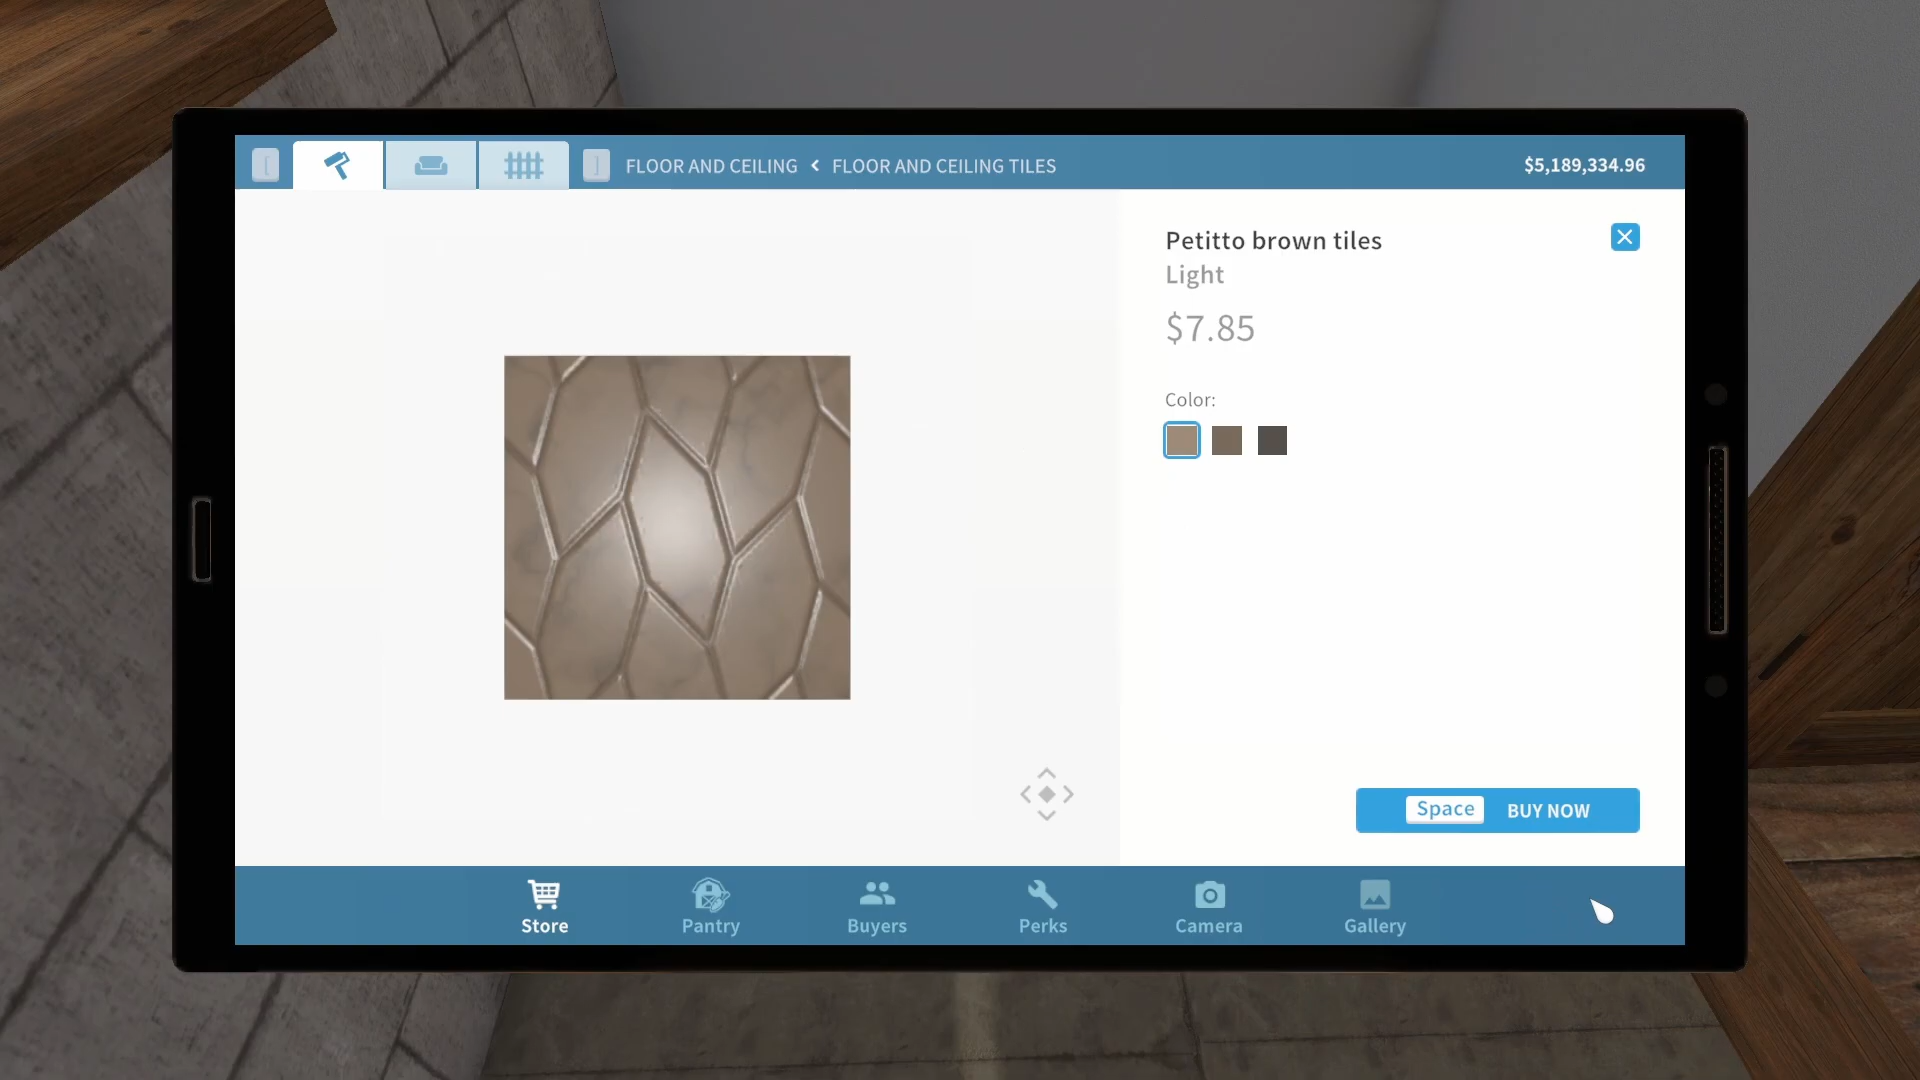 [
]
FLOOR AND CEILING < FLOOR AND CEILING TILES
$5,189,334.96
Petitto brown tiles
Light
$7.85
Color:
Space BUY NOW
Store
Pantry
Buyers
Perks
Camera
Gallery